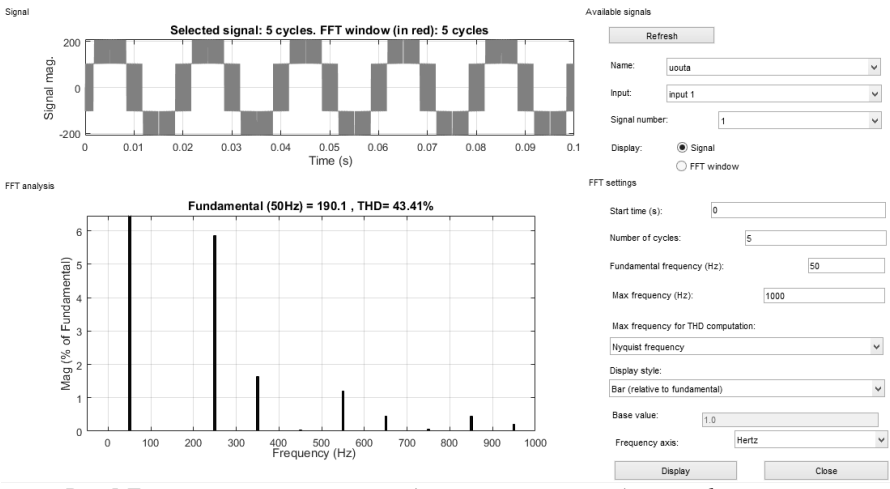 Signal
Selected signal: 5 cycles. FFT window (in red): 5 cycles
Signal mag.
200
0
-200
0 0.01 0.02 0.03 0.04 0.05 0.06 0.07 0.08 0.09 0.1
Time (s)
FFT analysis
Fundamental (50Hz) = 190.1 , THD= 43.41%
Mag (% of Fundamental)
6
5
4
3
2
1
0
0 100 200 300 400 500 600 700 800 900 1000
Frequency (Hz)
Available signals
Refresh
Name: uouta
Input: input 1
Signal number: 1
Display: Signal
FFT window
FFT settings
Start time (s): 0
Number of cycles: 5
Fundamental frequency (Hz): 50
Max frequency (Hz): 1000
Max frequency for THD computation:
Nyquist frequency
Display style:
Bar (relative to fundamental)
Base value: 1.0
Frequency axis: Hertz
Display Close